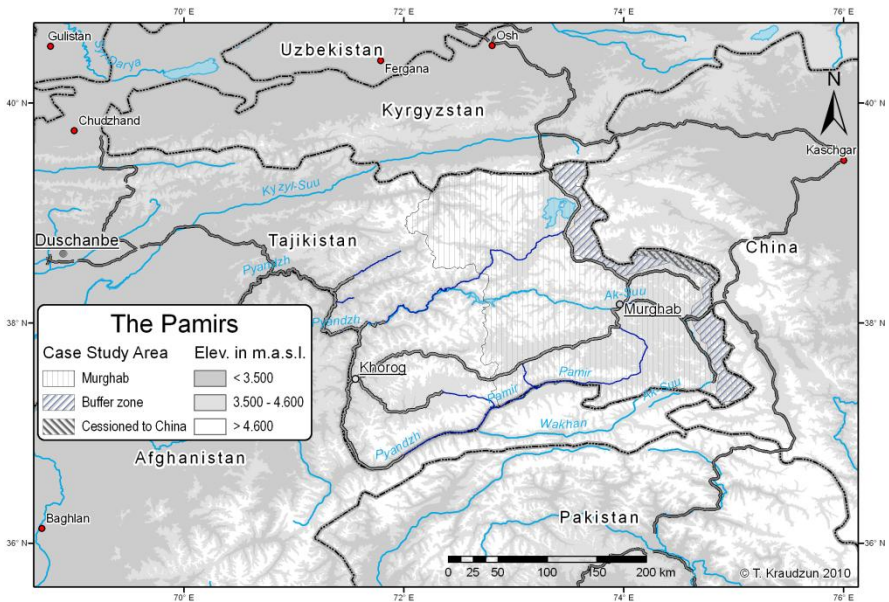 70° E
72° E
74° E
76° E
Gulistan
Syr-Darya
Uzbekistan
Osh
Fergana
N
40° N
40° N
Kyrgyzstan
Chudzhand
Kaschgar
Kyzyl-Suu
Duschanbe
Tajikistan
China
Pyandzh
Ak-Suu
Murghab
Pyandzh
38° N
38° N
The Pamirs
Case Study Area
Elev. in m.a.s.l.
Murghab
< 3.500
Buffer zone
3.500 - 4.600
Cessioned to China
> 4.600
Khorog
Pamir
Pamir
Ak-Suu
Wakhan
Pyandzh
Afghanistan
Pakistan
Baghlan
36° N
36° N
0 25 50 100 150 200 km
© T. Kraudzun 2010
70° E
72° E
74° E
76° E